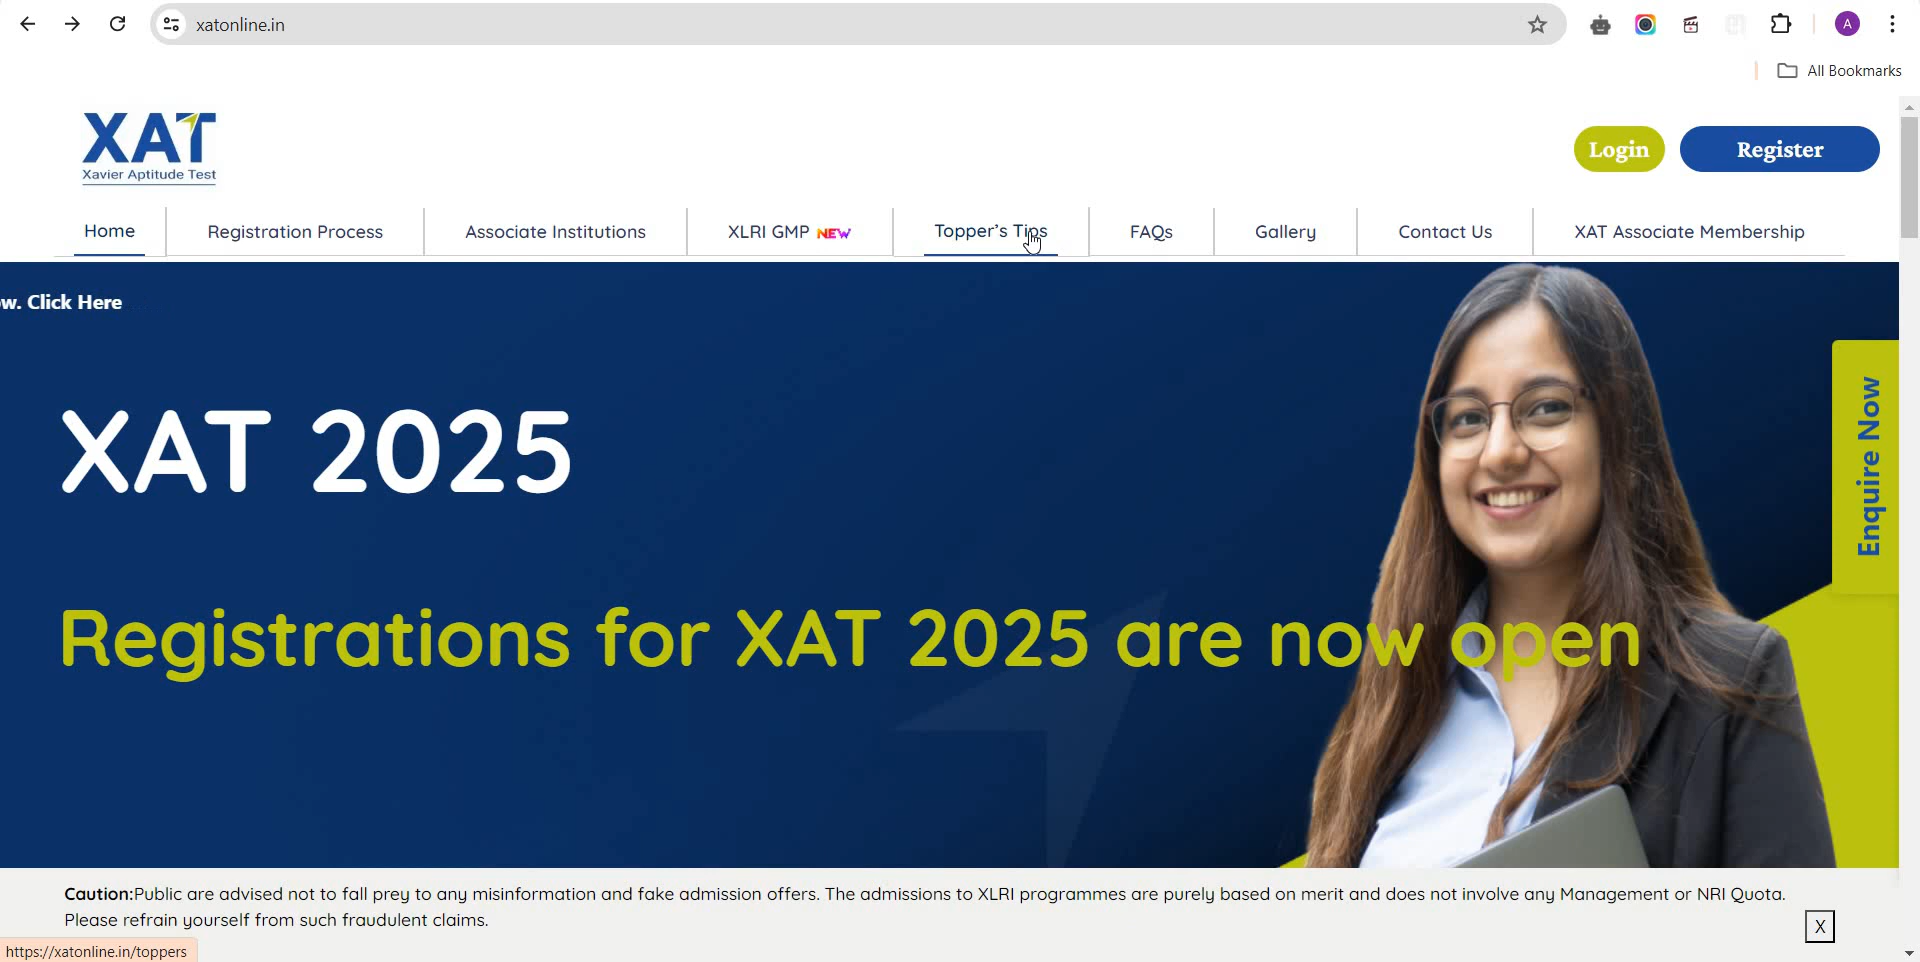 xatonline.in
A
All Bookmarks
XAT
Xavier Aptitude Test
Login
Register
Home
Registration Process
Associate Institutions
XLRI GMP NEW
Topper's Tips
FAQs
Gallery
Contact Us
XAT Associate Membership
w. Click Here
XAT 2025
Enquire Now
Registrations for XAT 2025 are now open
Caution:Public are advised not to fall prey to any misinformation and fake admission offers. The admissions to XLRI programmes are purely based on merit and does not involve any Management or NRI Quota.
Please refrain yourself from such fraudulent claims.
X
https://xatonline.in/toppers